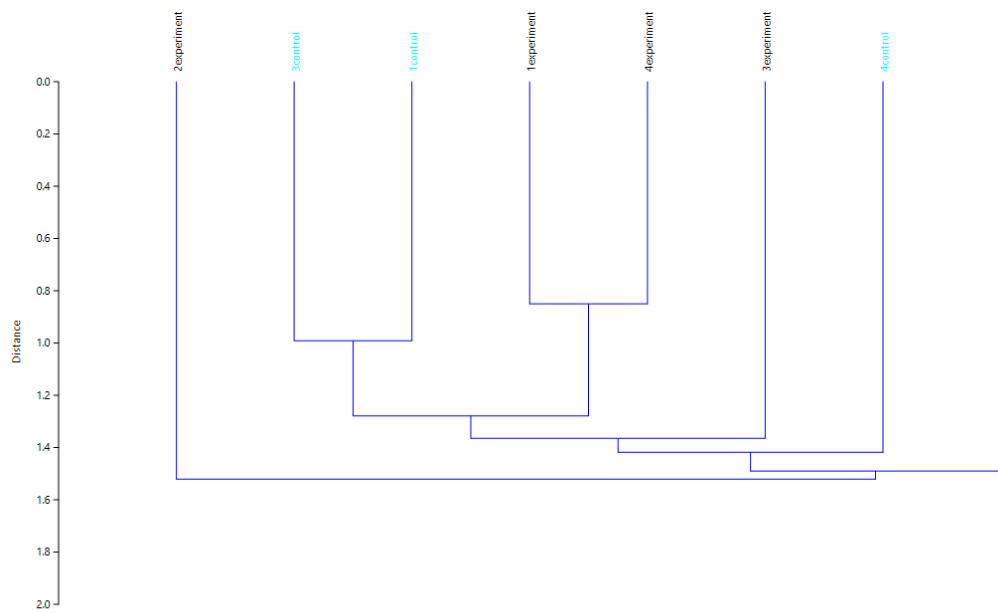 2experiment
3control
1control
1experiment
4experiment
3experiment
4control
0.0
0.2
0.4
0.6
0.8
1.0
1.2
1.4
1.6
1.8
2.0
Distance